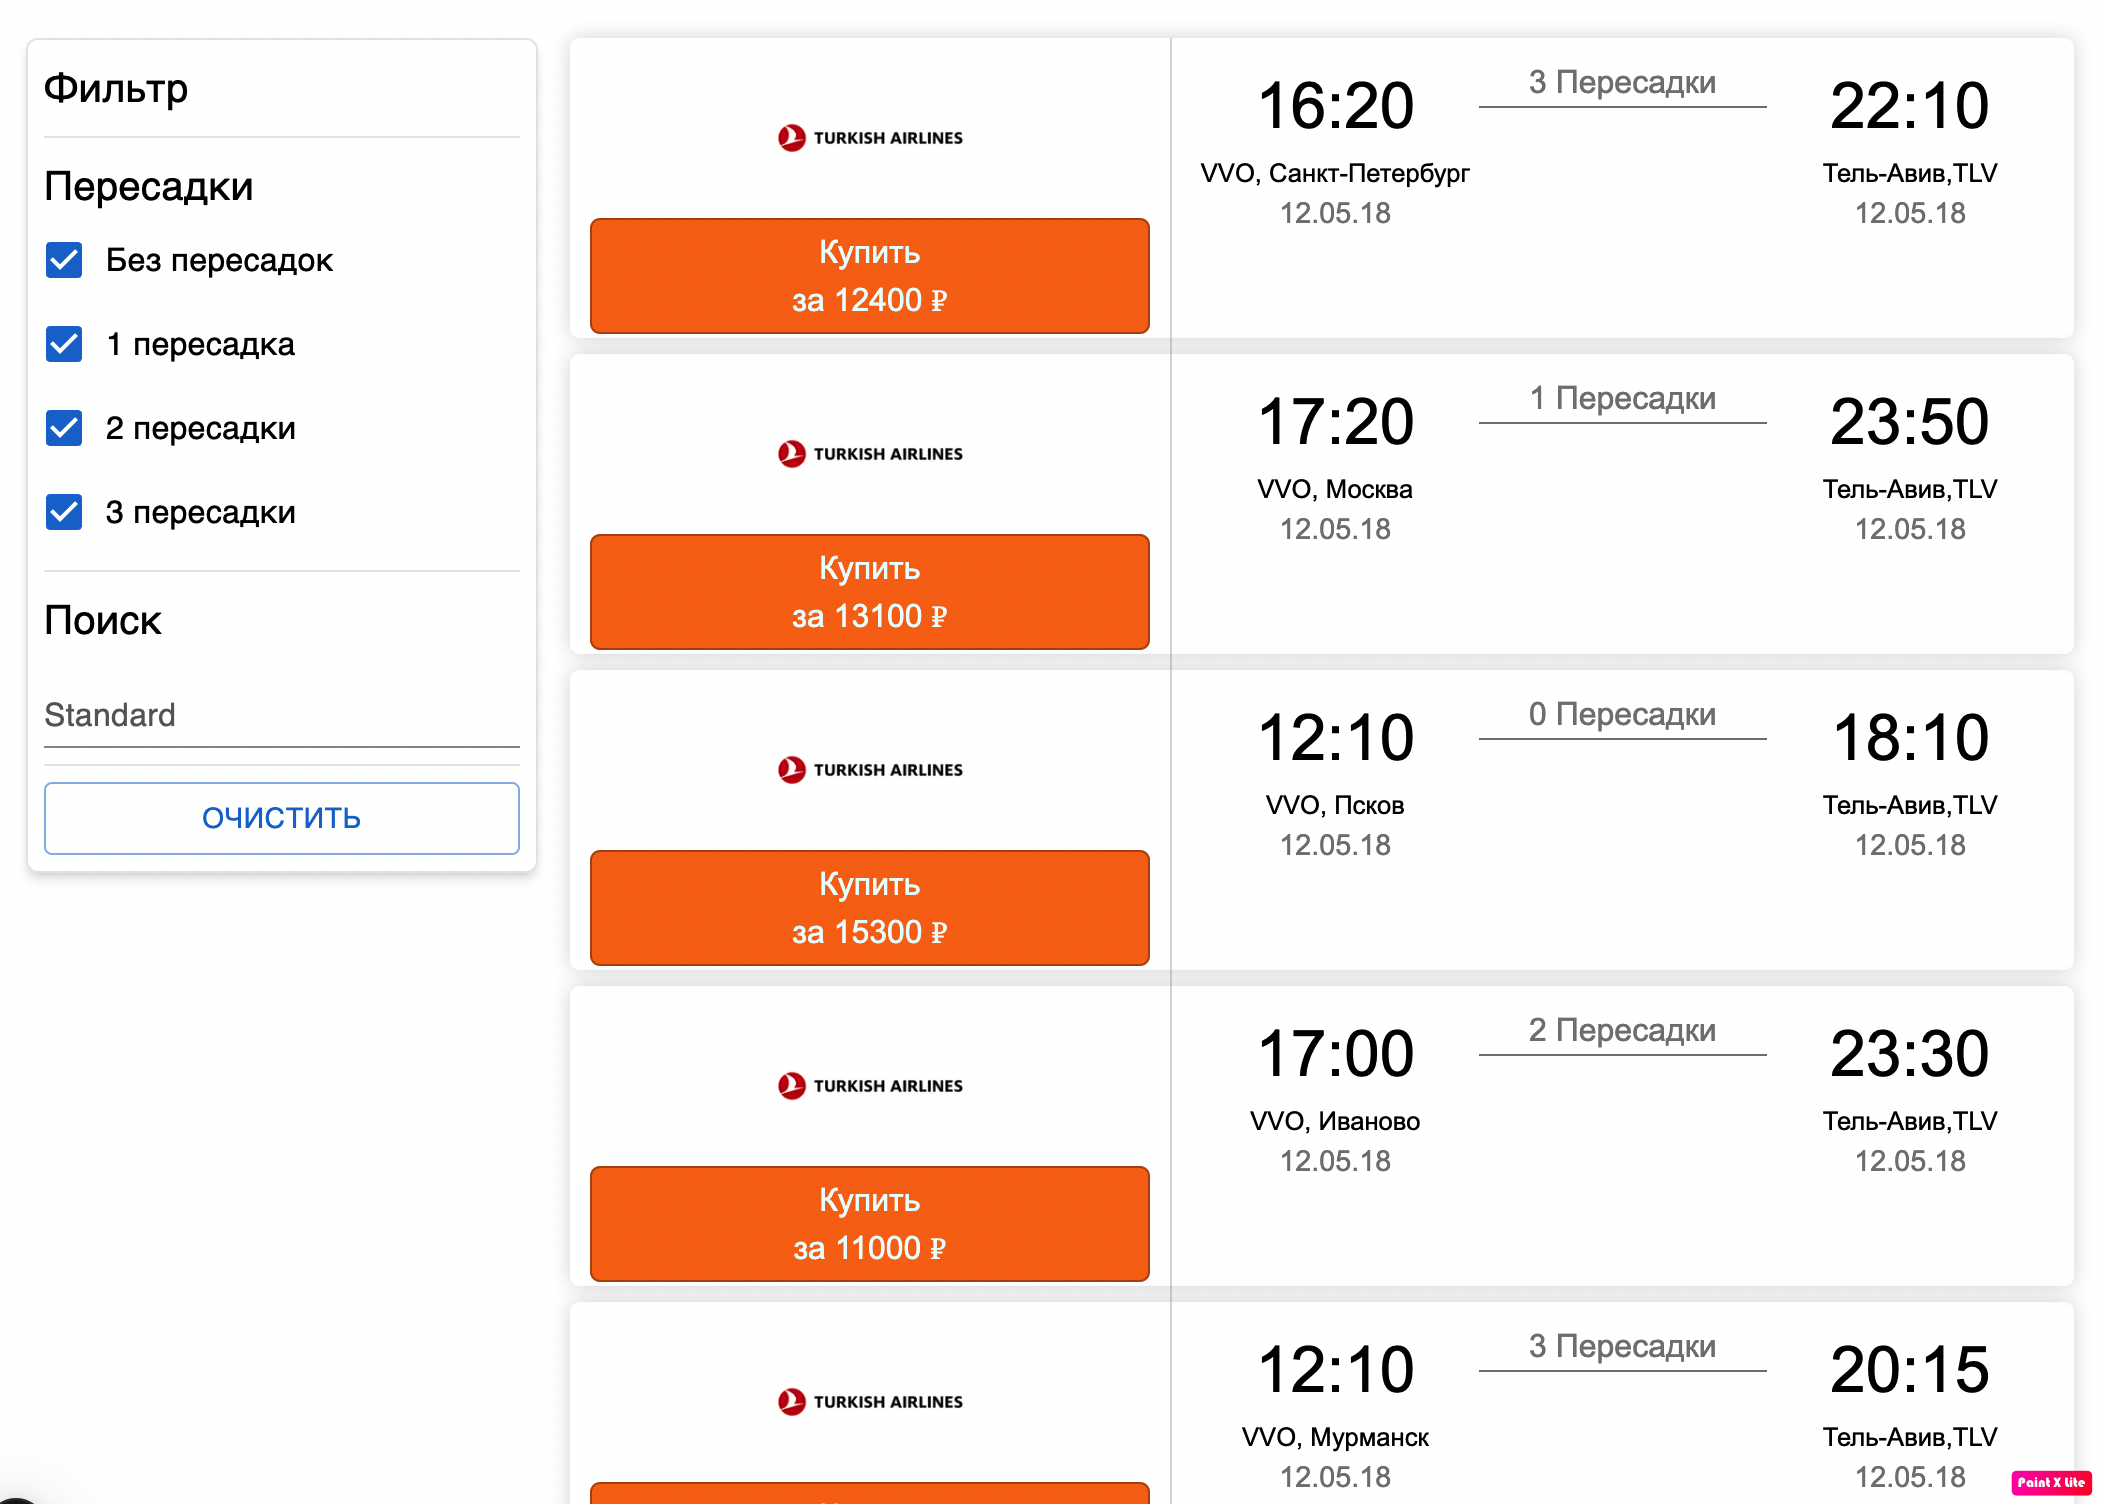 Фильтр
Пересадки
Без пересадок
1 пересадка
2 пересадки
3 пересадки
Поиск
Standard
ОЧИСТИТЬ
TURKISH AIRLINES
Купить
за 12400 ₽
16:20
VVO, Санкт-Петербург
12.05.18
3 Пересадки
22:10
Тель-Авив,TLV
12.05.18
TURKISH AIRLINES
Купить
за 13100 ₽
17:20
VVO, Москва
12.05.18
1 Пересадки
23:50
Тель-Авив,TLV
12.05.18
TURKISH AIRLINES
Купить
за 15300 ₽
12:10
VVO, Псков
12.05.18
0 Пересадки
18:10
Тель-Авив,TLV
12.05.18
TURKISH AIRLINES
Купить
за 11000 ₽
17:00
VVO, Иваново
12.05.18
2 Пересадки
23:30
Тель-Авив,TLV
12.05.18
TURKISH AIRLINES
12:10
VVO, Мурманск
12.05.18
3 Пересадки
20:15
Тель-Авив,TLV
12.05.18
Paint X Lite